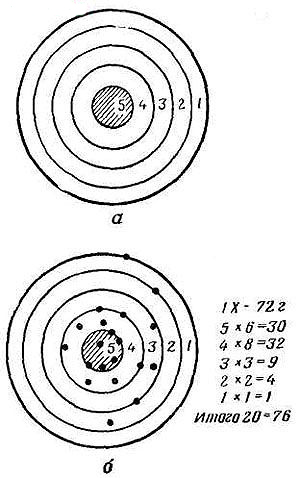 5 4 3 2 1
а
5 4 3 2 1
1 X - 72 г
5 × 6 = 30
4 × 8 = 32
3 × 3 = 9
2 × 2 = 4
1 × 1 = 1
Итого 20 = 76
б